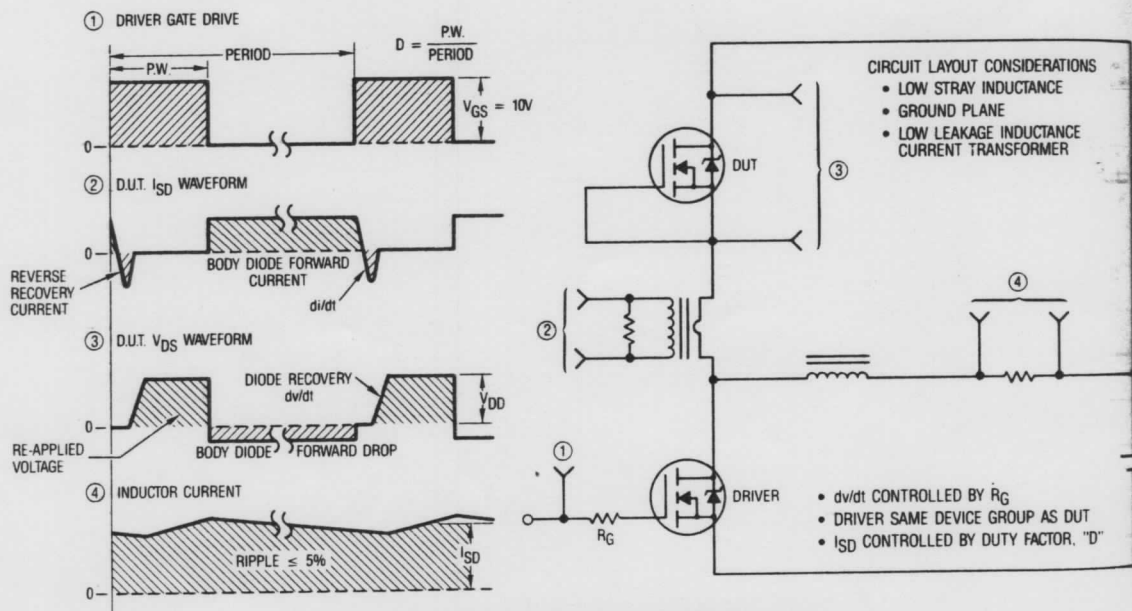 ① DRIVER GATE DRIVE
PERIOD
P.W.
D = P.W. / PERIOD
V_GS = 10V
0
② D.U.T. I_SD WAVEFORM
0
REVERSE
RECOVERY
CURRENT
BODY DIODE FORWARD
CURRENT
di/dt
③ D.U.T. V_DS WAVEFORM
DIODE RECOVERY
dv/dt
V_DD
0
RE-APPLIED
VOLTAGE
BODY DIODE FORWARD DROP
④ INDUCTOR CURRENT
RIPPLE ≤ 5%
I_SD
0
CIRCUIT LAYOUT CONSIDERATIONS
• LOW STRAY INDUCTANCE
• GROUND PLANE
• LOW LEAKAGE INDUCTANCE
CURRENT TRANSFORMER
DUT
③
②
④
①
R_G
DRIVER
• dv/dt CONTROLLED BY R_G
• DRIVER SAME DEVICE GROUP AS DUT
• I_SD CONTROLLED BY DUTY FACTOR, "D"